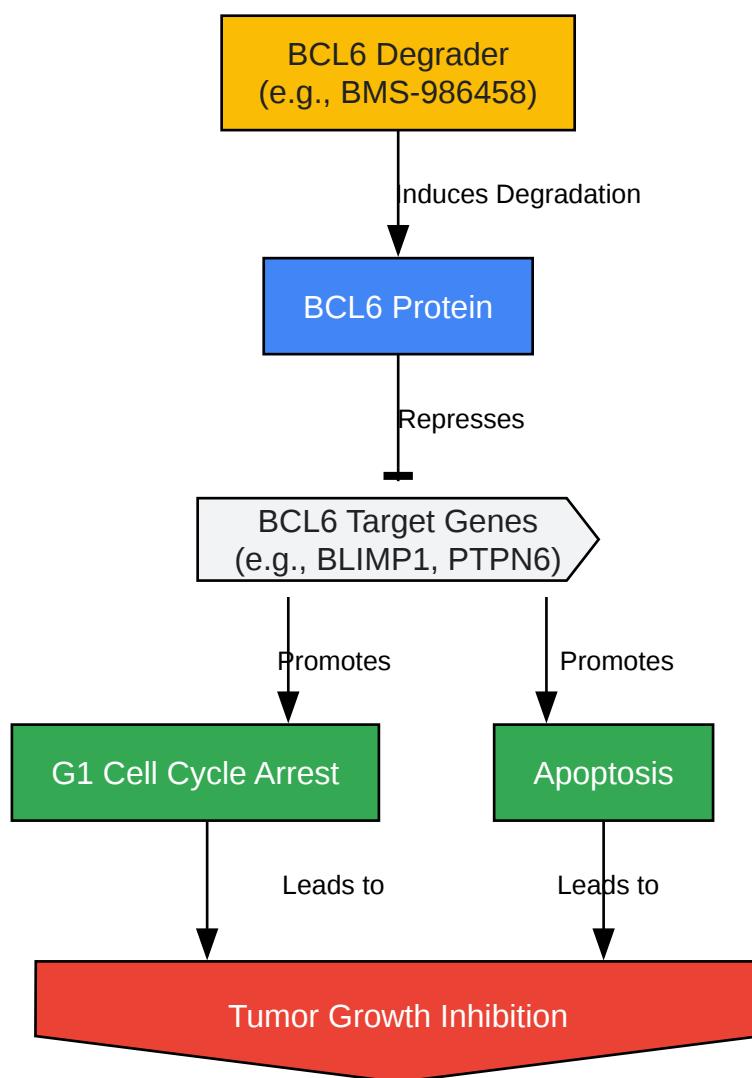 BCL6 Degrader
(e.g., BMS-986458)
Induces Degradation
BCL6 Protein
Represses
BCL6 Target Genes
(e.g., BLIMP1, PTPN6)
Promotes
Promotes
G1 Cell Cycle Arrest
Apoptosis
Leads to
Leads to
Tumor Growth Inhibition